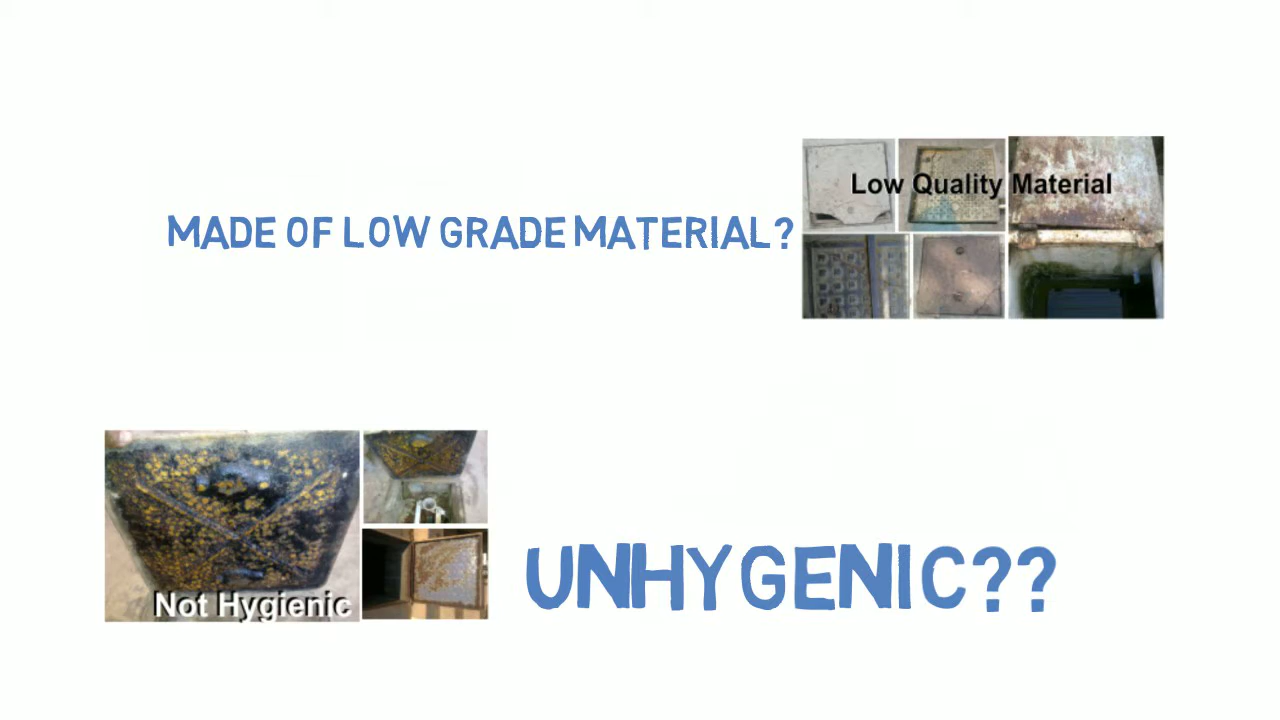 Low Quality Material
MADE OF LOW GRADE MATERIAL?
Not Hygienic
UNHYGENIC??